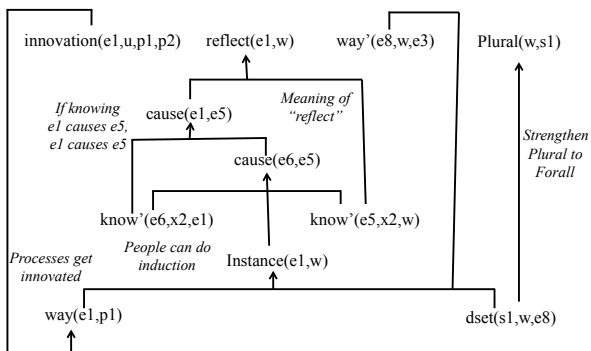 innovation(e1,u,p1,p2) reflect(e1,w) way’(e8,w,e3) Plural(w,s1)
If knowing
e1 causes e5,
e1 causes e5
cause(e1,e5)
Meaning of
“reflect”
cause(e6,e5)
Strengthen
Plural to
Forall
know’(e6,x2,e1) know’(e5,x2,w)
People can do
induction
Processes get
innovated
Instance(e1,w)
way(e1,p1) dset(s1,w,e8)